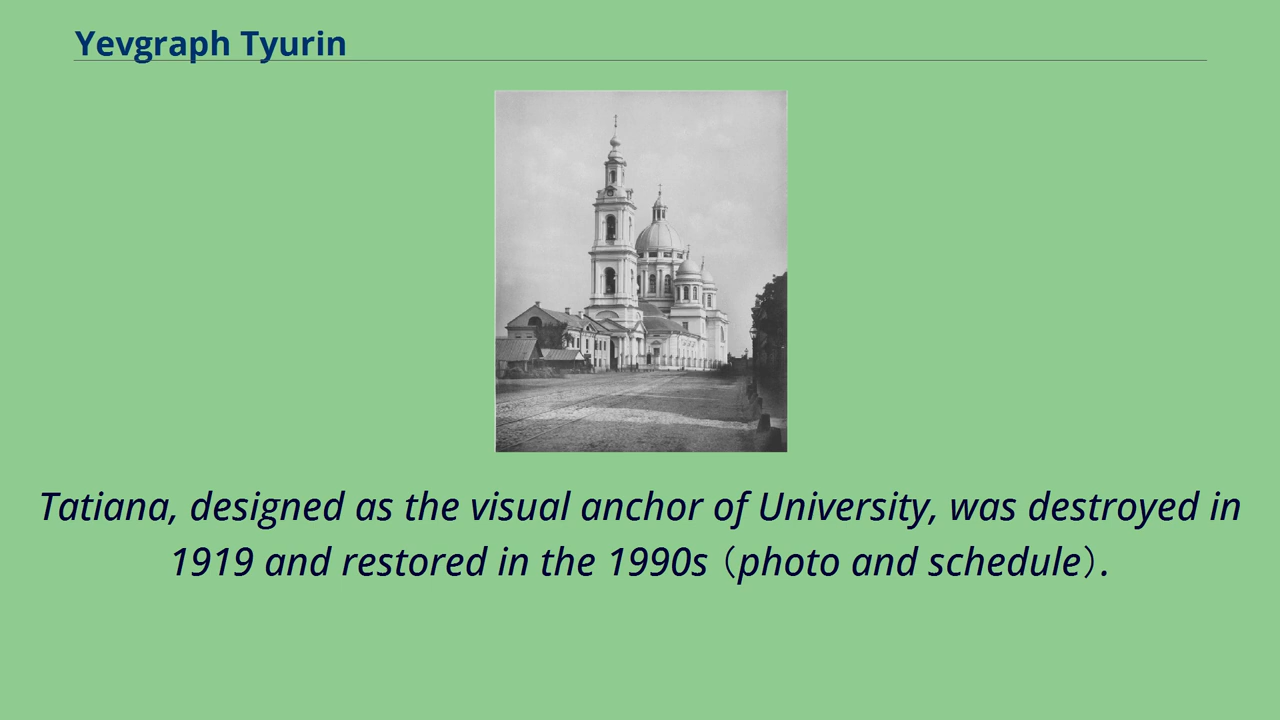 Yevgraph Tyurin
Tatiana, designed as the visual anchor of University, was destroyed in
1919 and restored in the 1990s（photo and schedule）.